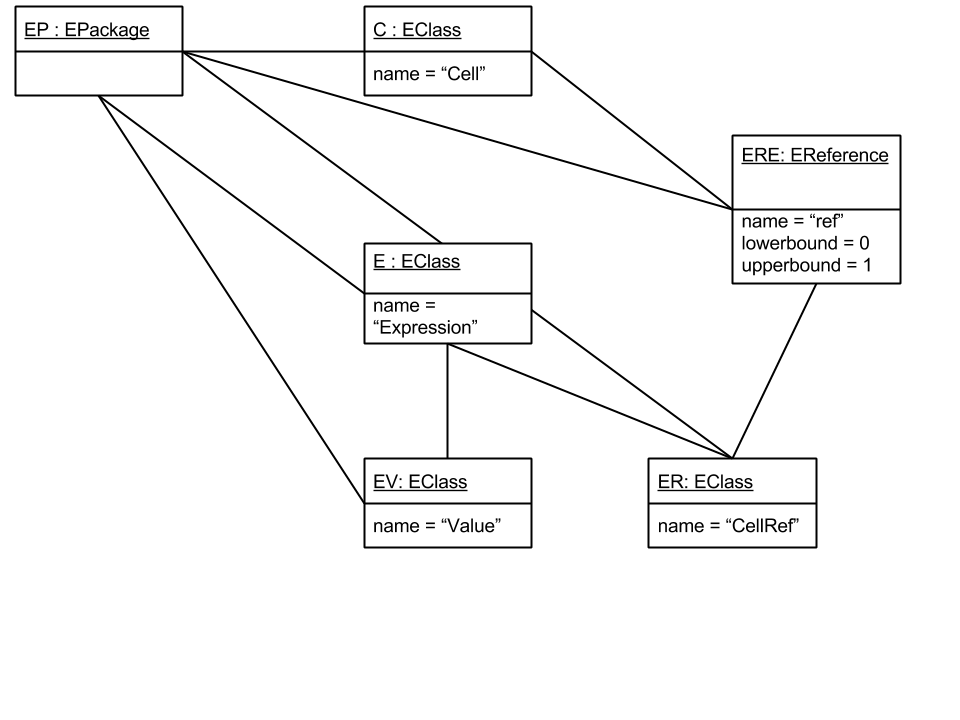 EP : EPackage
C : EClass
name = “Cell”
ERE: EReference
name = “ref”
lowerbound = 0
upperbound = 1
E : EClass
name =
“Expression”
EV: EClass
name = “Value”
ER: EClass
name = “CellRef”